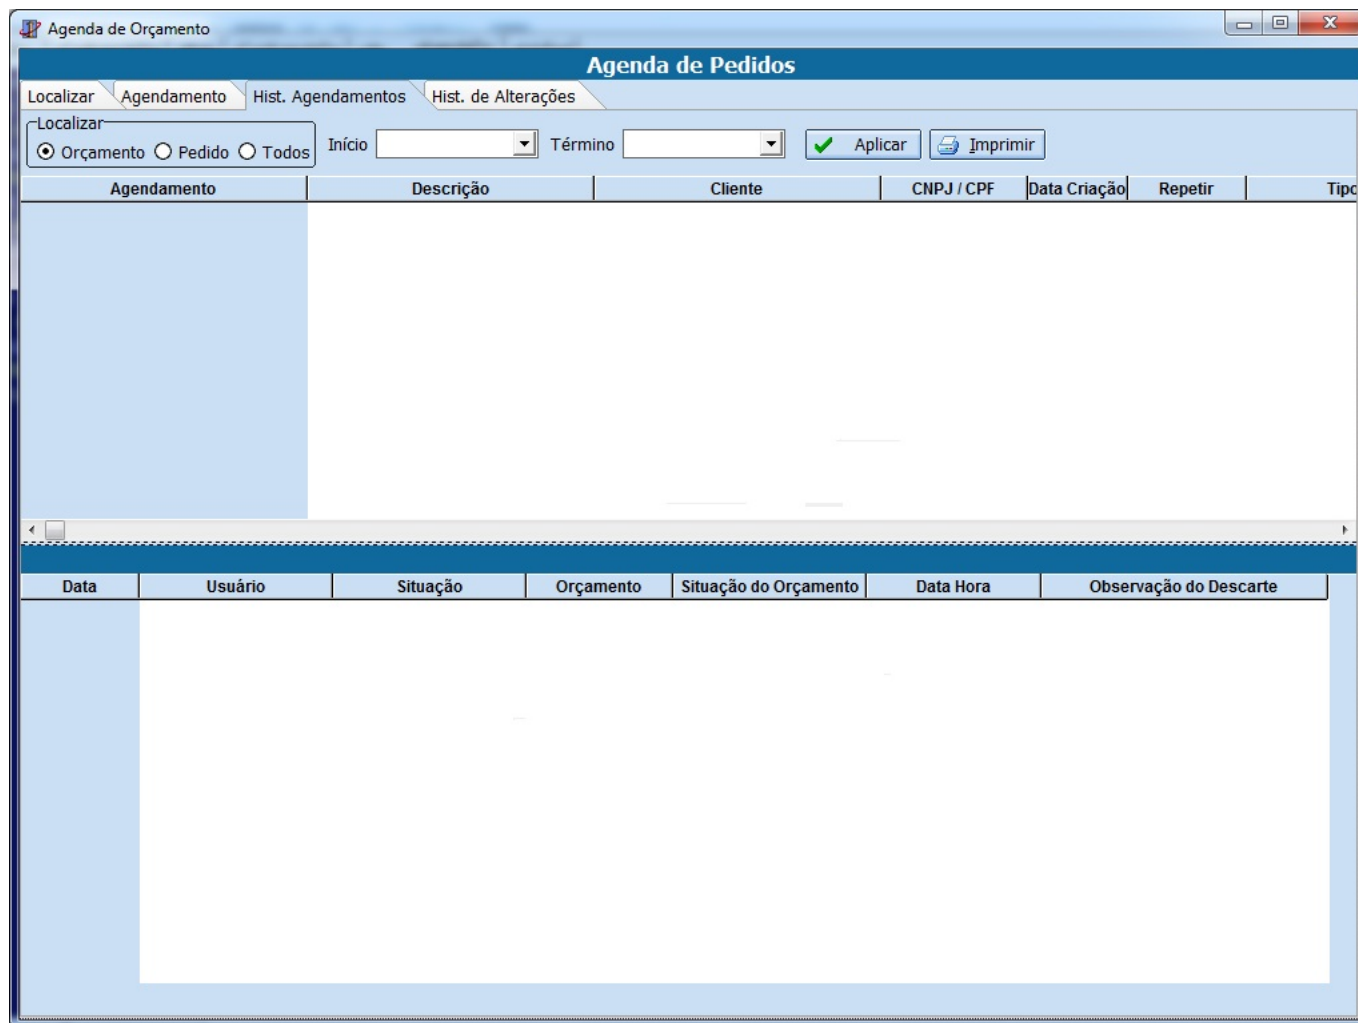 Agenda de Orçamento
Agenda de Pedidos
Localizar Agendamento Hist. Agendamentos Hist. de Alterações
Localizar
Orçamento Pedido Todos Início Término Aplicar Imprimir
Agendamento Descrição Cliente CNPJ / CPF Data Criação Repetir Tipo
Data Usuário Situação Orçamento Situação do Orçamento Data Hora Observação do Descarte